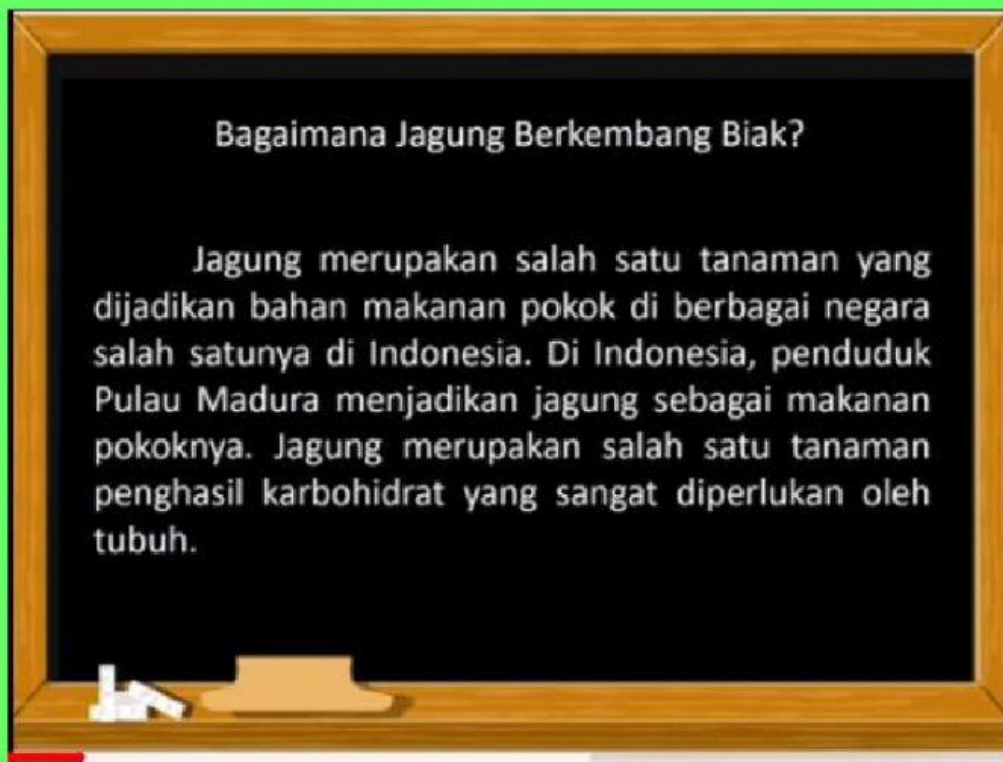 Bagaimana Jagung Berkembang Biak?
Jagung merupakan salah satu tanaman yang
dijadikan bahan makanan pokok di berbagai negara
salah satunya di Indonesia. Di Indonesia, penduduk
Pulau Madura menjadikan jagung sebagai makanan
pokoknya. Jagung merupakan salah satu tanaman
penghasil karbohidrat yang sangat diperlukan oleh
tubuh.